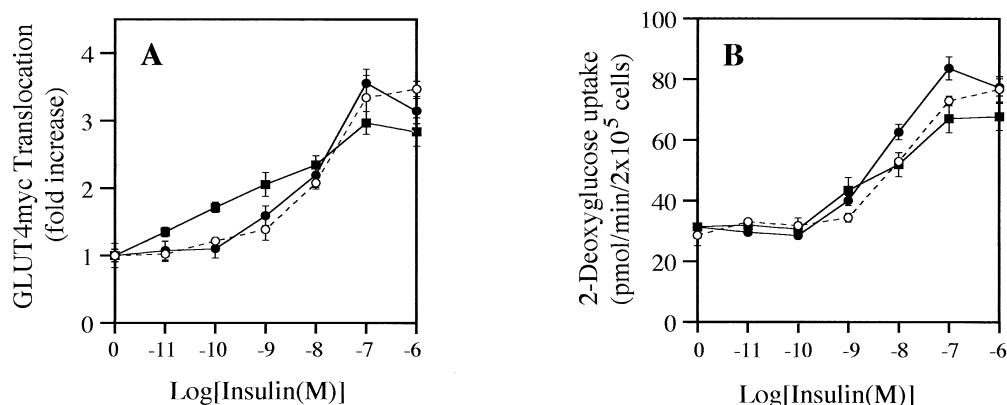 A
GLUT4myc Translocation
(fold increase)
4
3
2
1
0
0 -11 -10 -9 -8 -7 -6
Log[Insulin(M)]
B
2-Deoxyglucose uptake
(pmol/min/2x10⁵ cells)
100
80
60
40
20
0
0 -11 -10 -9 -8 -7 -6
Log[Insulin(M)]